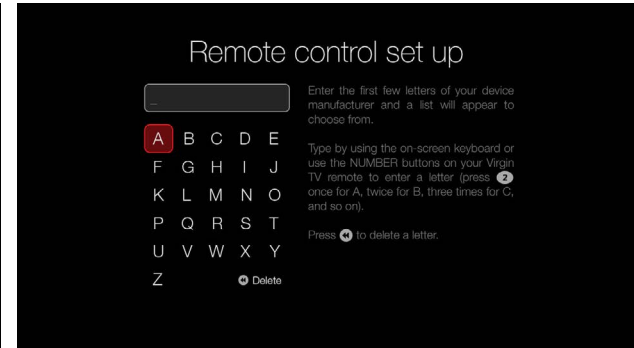 Remote control set up
_
A B C D E
F G H I J
K L M N O
P Q R S T
U V W X Y
Z Delete
Enter the first few letters of your device
manufacturer and a list will appear to
choose from.
Type by using the on-screen keyboard or
use the NUMBER buttons on your Virgin
TV remote to enter a letter (press 2
once for A, twice for B, three times for C,
and so on).
Press to delete a letter.